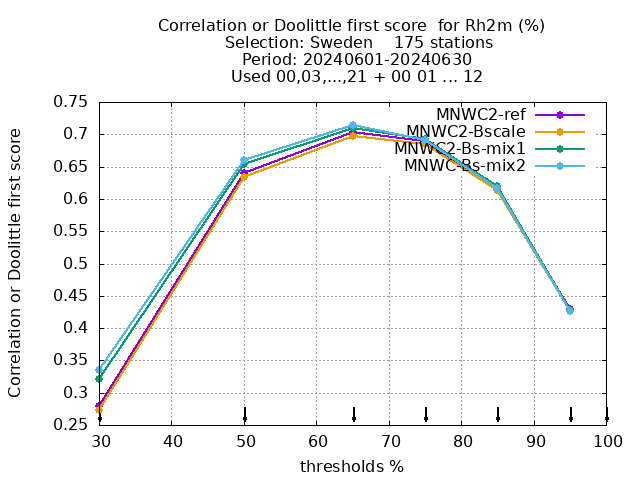 Correlation or Doolittle first score  for Rh2m (%)
Selection: Sweden    175 stations
Period: 20240601-20240630
Used 00,03,...,21 + 00 01 ... 12
MNWC2-ref
MNWC2-Bscale
MNWC2-Bs-mix1
MNWC-Bs-mix2
Correlation or Doolittle first score
0.75
0.7
0.65
0.6
0.55
0.5
0.45
0.4
0.35
0.3
0.25
30 40 50 60 70 80 90 100
thresholds %